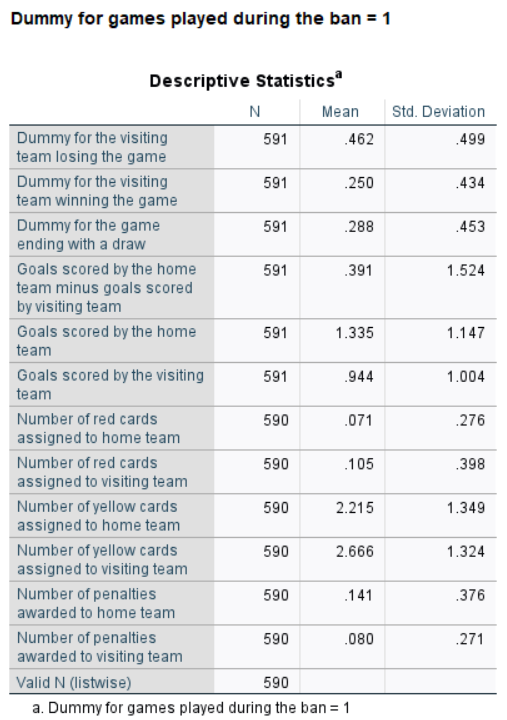 Dummy for games played during the ban = 1
Descriptive Statisticsa
N Mean Std. Deviation
Dummy for the visiting team losing the game 591 .462 .499
Dummy for the visiting team winning the game 591 .250 .434
Dummy for the game ending with a draw 591 .288 .453
Goals scored by the home team minus goals scored by visiting team 591 .391 1.524
Goals scored by the home team 591 1.335 1.147
Goals scored by the visiting team 591 .944 1.004
Number of red cards assigned to home team 590 .071 .276
Number of red cards assigned to visiting team 590 .105 .398
Number of yellow cards assigned to home team 590 2.215 1.349
Number of yellow cards assigned to visiting team 590 2.666 1.324
Number of penalties awarded to home team 590 .141 .376
Number of penalties awarded to visiting team 590 .080 .271
Valid N (listwise) 590
a. Dummy for games played during the ban = 1